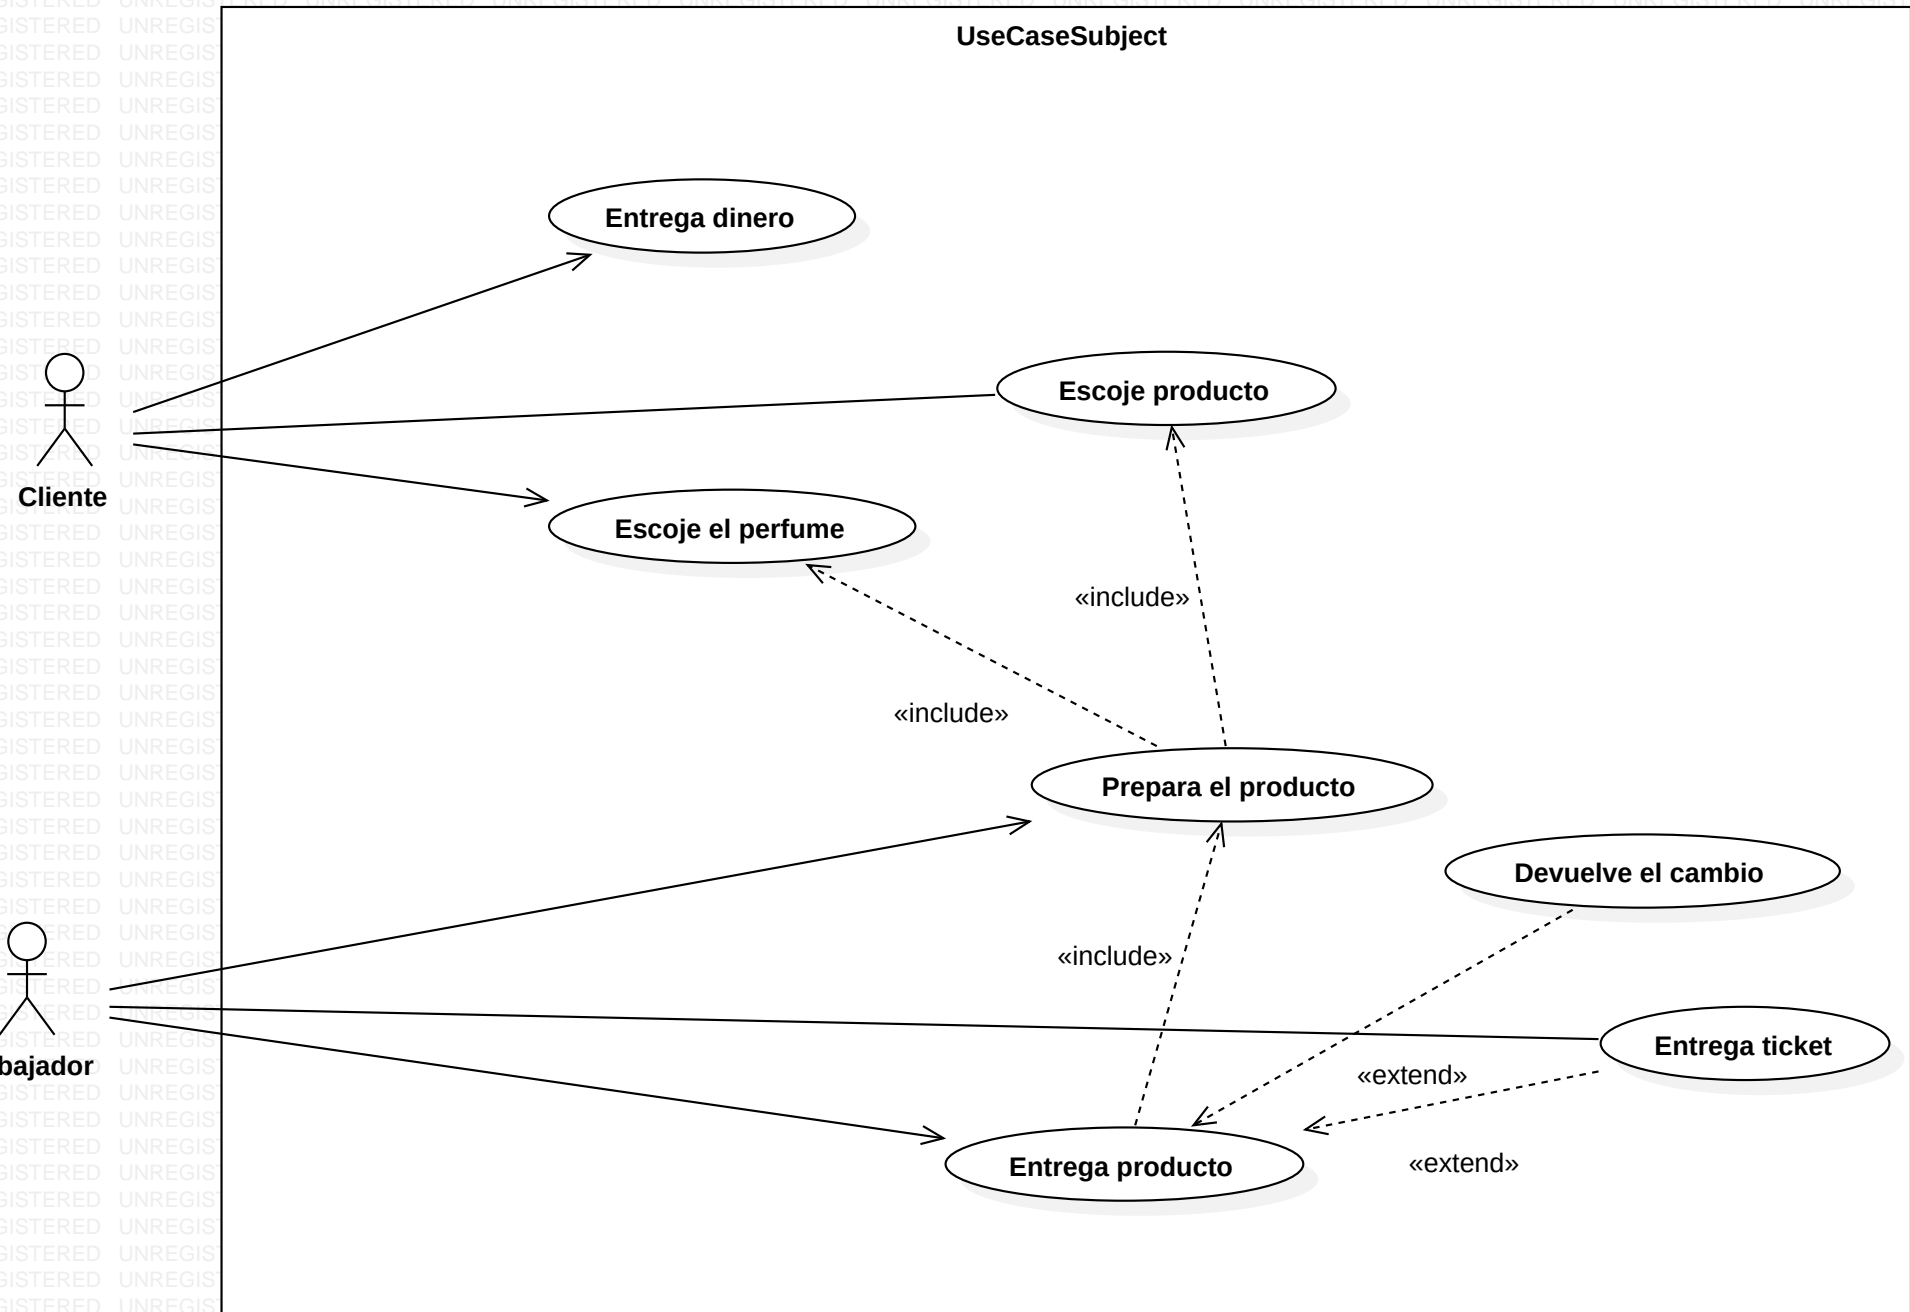 UseCaseSubject
Entrega dinero
Escoje producto
Cliente
Escoje el perfume
«include»
«include»
Prepara el producto
Devuelve el cambio
«include»
Entrega ticket
bajador
«extend»
Entrega producto
«extend»